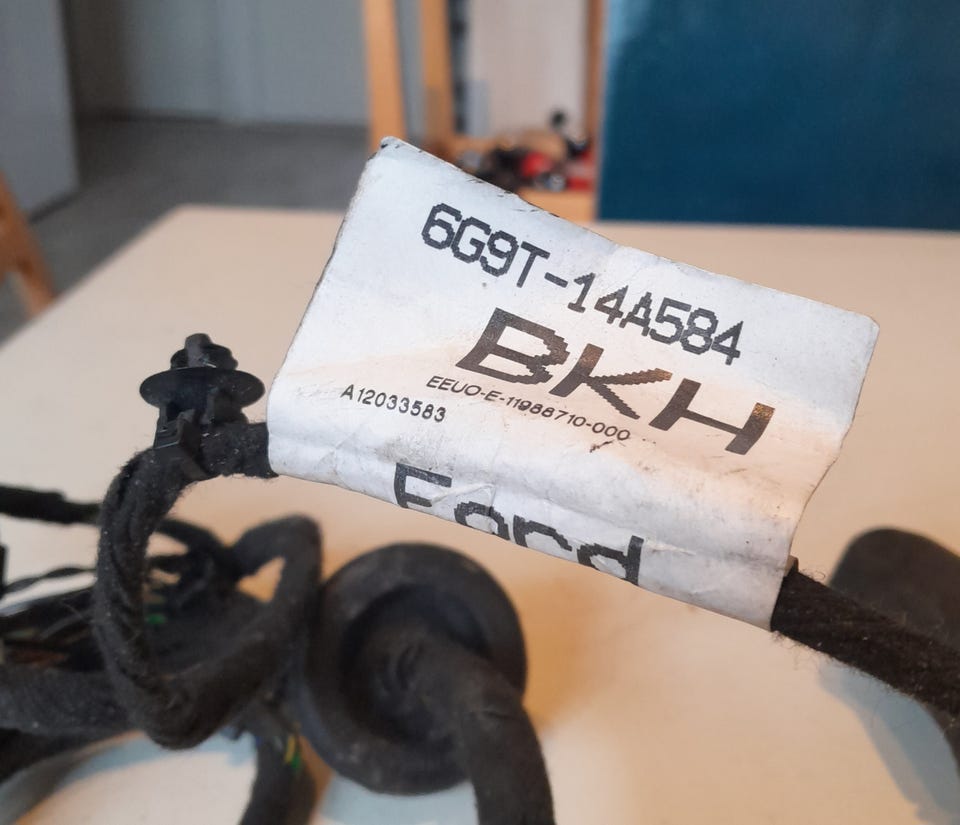 6G9T-14A584
BKH
EEUO-E-11988710-000
A12033583
Ford